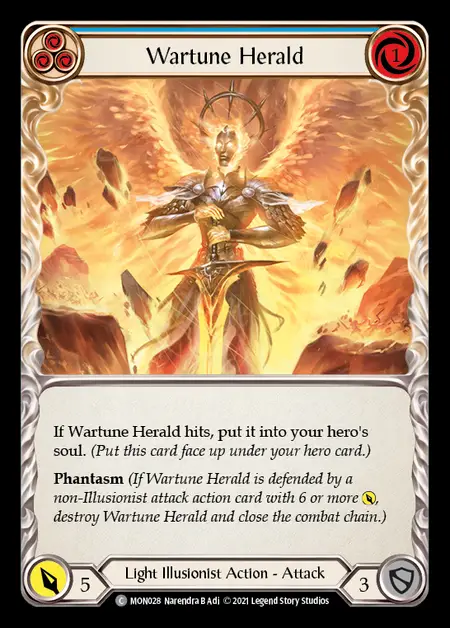 Wartune Herald
1
If Wartune Herald hits, put it into your hero's
soul. (Put this card face up under your hero card.)
Phantasm (If Wartune Herald is defended by a
non-Illusionist attack action card with 6 or more ,
destroy Wartune Herald and close the combat chain.)
5
Light Illusionist Action - Attack
3
C MON028 Narendra B Adi © 2021 Legend Story Studios